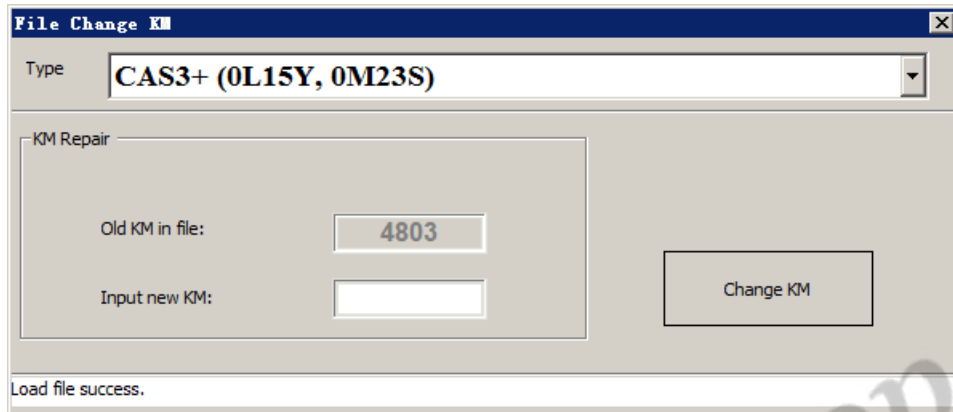 File Change KM
Type
CAS3+ (0L15Y, 0M23S)
KM Repair
Old KM in file:
4803
Input new KM:
Change KM
Load file success.